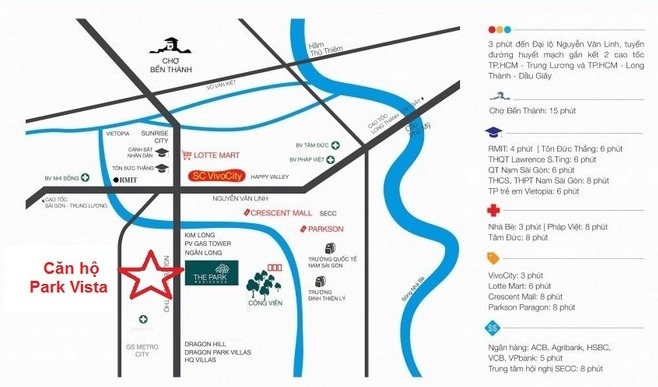 Hầm
Thủ Thiêm
CHỢ
BẾN THÀNH
VÕ VĂN KIỆT
CAO TỐC
LONG THÀNH
Cầu
Phú Mỹ
VIETOPIA
SUNRISE
CITY
CẢNH SÁT
NHÂN DÂN
LOTTE MART
BV TÂM ĐỨC
BV PHÁP VIỆT
TÔN ĐỨC THẮNG
BV NHI ĐỒNG
RMIT
SC VivoCity
HAPPY VALLEY
CAO TỐC
SÀI GÒN - TRUNG LƯƠNG
NGUYỄN VĂN LINH
CRESCENT MALL
SECC
PARKSON
KIM LONG
PV GAS TOWER
NGÂN LONG
TRƯỜNG QUỐC TẾ
NAM SÀI GÒN
Căn hộ
Park Vista
THE PARK
RESIDENCE
CÔNG VIÊN
TRƯỜNG
ĐINH THIỆN LÝ
Sông Nhà Bè
GS METRO
CITY
DRAGON HILL
DRAGON PARK VILLAS
HQ VILLAS
3 phút đến Đại lộ Nguyễn Văn Linh, tuyến
đường huyết mạch gắn kết 2 cao tốc
TP.HCM - Trung Lương và TP.HCM - Long
Thành - Dầu Giây
Chợ Bến Thành: 15 phút
RMIT: 4 phút | Tôn Đức Thắng: 6 phút
THQT Lawrence S.Ting: 6 phút
QT Nam Sài Gòn: 6 phút
THCS, THPT Nam Sài Gòn: 8 phút
TP trẻ em Vietopia: 6 phút
Nhà Bè: 3 phút | Pháp Việt: 8 phút
Tâm Đức: 8 phút
VivoCity: 3 phút
Lotte Mart: 6 phút
Crescent Mall: 8 phút
Parkson Paragon: 8 phút
$$
Ngân hàng: ACB, Agribank, HSBC,
VCB, VPbank: 5 phút
Trung tâm hội nghị SECC: 8 phút